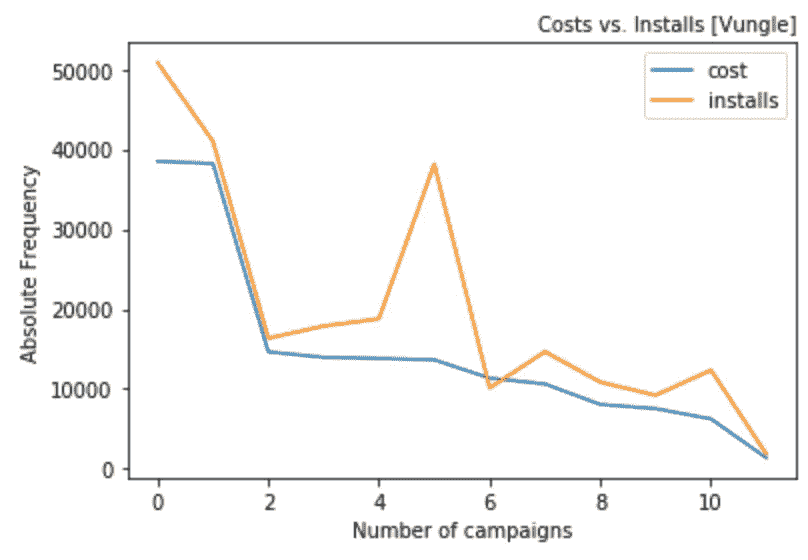 Costs vs. Installs [Vungle]
cost
installs
Absolute Frequency
50000
40000
30000
20000
10000
0
0 2 4 6 8 10
Number of campaigns